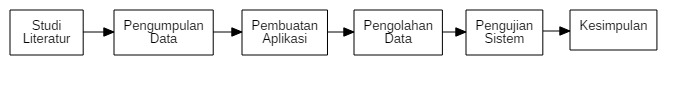 Studi
Literatur
Pengumpulan
Data
Pembuatan
Aplikasi
Pengolahan
Data
Pengujian
Sistem
Kesimpulan